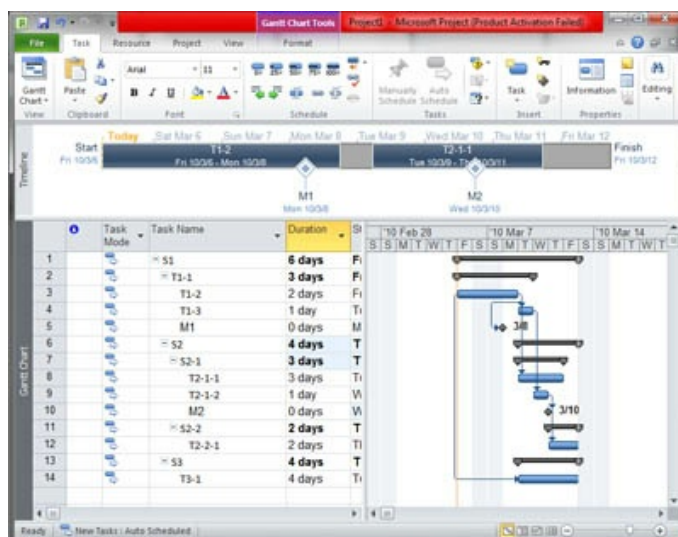 Gantt Chart Tools Project1 - Microsoft Project (Product Activation Failed)
File Task Resource Project View Format
Gantt Chart Paste Arial 11 B I U A Manually Schedule Auto Schedule Task Information Editing
View Clipboard Font Schedule Tasks Insert Properties
Timeline
Today Sat Mar 6 Sun Mar 7 Mon Mar 8 Tue Mar 9 Wed Mar 10 Thu Mar 11 Fri Mar 12
Start T1-2 T2-1-1 Finish
Fri 10/3/5 Fri 10/3/5 - Mon 10/3/8 Tue 10/3/9 - Thu 10/3/11 Fri 10/3/12
M1 M2
Mon 10/3/8 Wed 10/3/10
Gantt Chart
Task Mode Task Name Duration St '10 Feb 28 '10 Mar 7 '10 Mar 14
S S M T W T F S S M T W T F S S M T W T
1 S1 6 days F
2 T1-1 3 days F
3 T1-2 2 days F
4 T1-3 1 day T
5 M1 0 days M 3/8
6 S2 4 days T
7 S2-1 3 days T
8 T2-1-1 3 days T
9 T2-1-2 1 day W
10 M2 0 days W 3/10
11 S2-2 2 days T
12 T2-2-1 2 days T
13 S3 4 days T
14 T3-1 4 days T
Ready New Tasks : Auto Scheduled